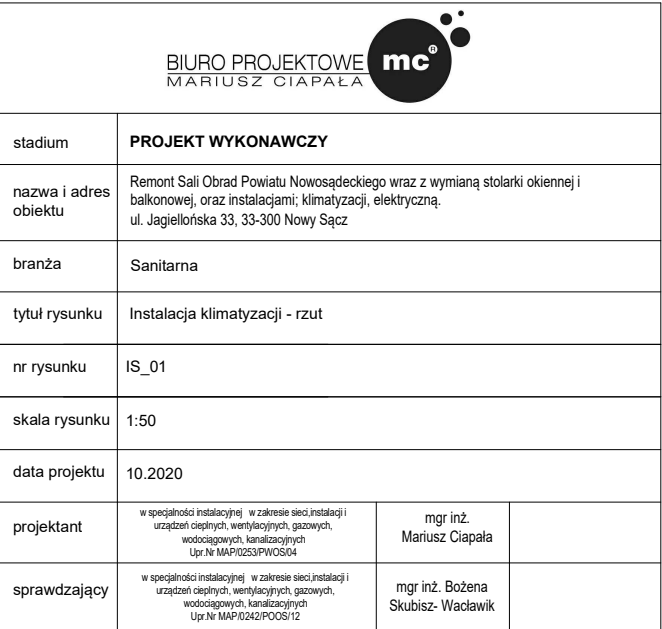 BIURO PROJEKTOWE
MARIUSZ CIAPAŁA
mc®
stadium
PROJEKT WYKONAWCZY
nazwa i adres
obiektu
Remont Sali Obrad Powiatu Nowosądeckiego wraz z wymianą stolarki okiennej i
balkonowej, oraz instalacjami; klimatyzacji, elektryczną.
ul. Jagiellońska 33, 33-300 Nowy Sącz
branża
Sanitarna
tytuł rysunku
Instalacja klimatyzacji - rzut
nr rysunku
IS_01
skala rysunku
1:50
data projektu
10.2020
projektant
w specjalności instalacyjnej w zakresie sieci,instalacji i
urządzeń cieplnych, wentylacyjnych, gazowych,
wodociągowych, kanalizacyjnych
Upr.Nr MAP/0253/PWOS/04
mgr inż.
Mariusz Ciapała
sprawdzający
w specjalności instalacyjnej w zakresie sieci,instalacji i
urządzeń cieplnych, wentylacyjnych, gazowych,
wodociągowych, kanalizacyjnych
Upr.Nr MAP/0242/POOS/12
mgr inż. Bożena
Skubisz- Wacławik